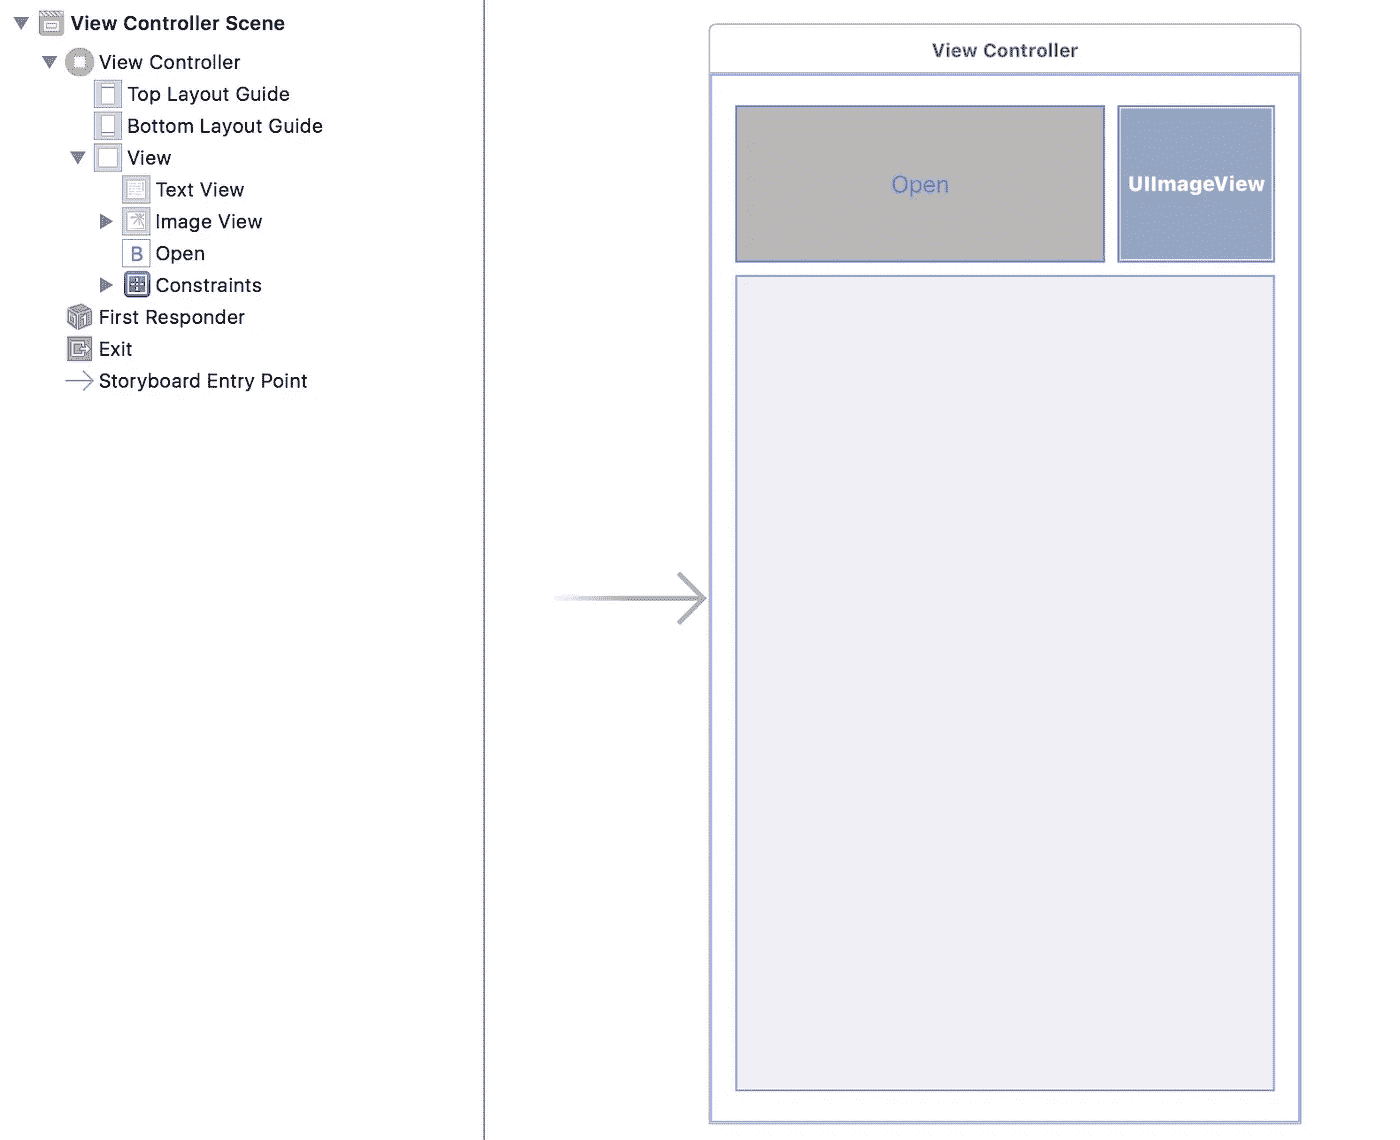 View Controller Scene
View Controller
Top Layout Guide
Bottom Layout Guide
View
Text View
Image View
B Open
Constraints
First Responder
Exit
Storyboard Entry Point
View Controller
Open
UIImageView